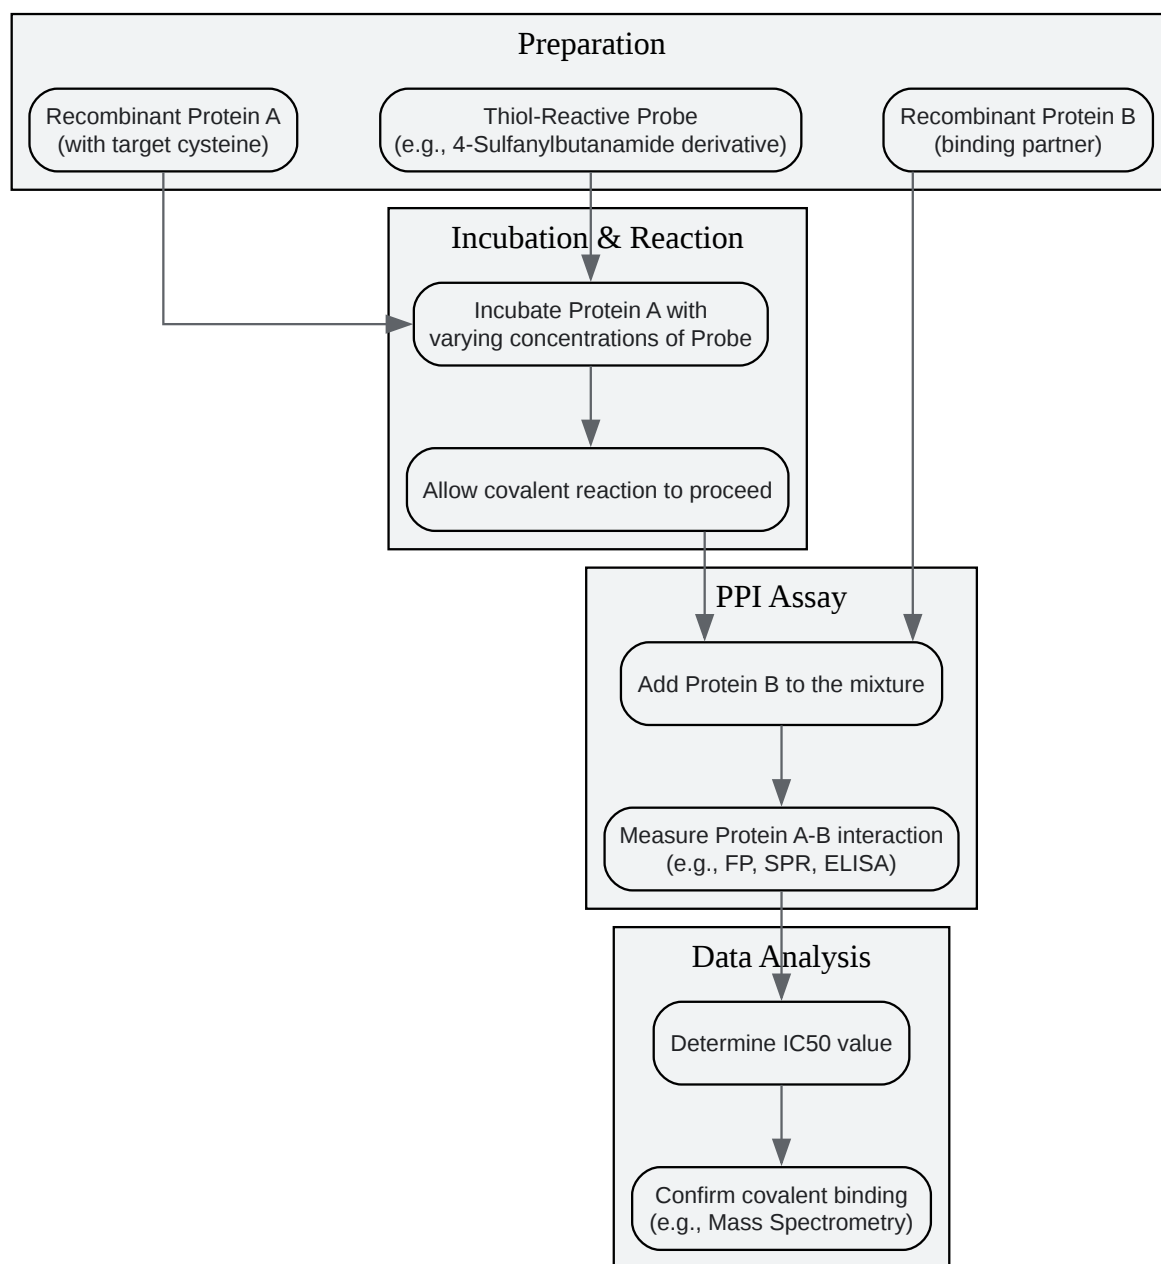 Preparation
Recombinant Protein A
(with target cysteine)
Thiol-Reactive Probe
(e.g., 4-Sulfanylbutanamide derivative)
Recombinant Protein B
(binding partner)
Incubation & Reaction
Incubate Protein A with
varying concentrations of Probe
Allow covalent reaction to proceed
PPI Assay
Add Protein B to the mixture
Measure Protein A-B interaction
(e.g., FP, SPR, ELISA)
Data Analysis
Determine IC50 value
Confirm covalent binding
(e.g., Mass Spectrometry)